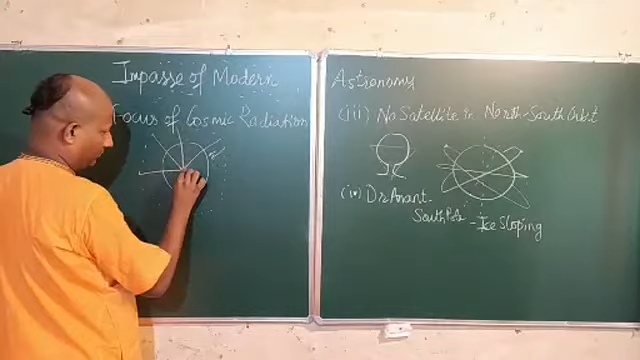 Impasse of Modern Astronomy
Focus of Cosmic Radiation
(iii) No Satellite in North-South Orbit
(iv) Dr Anant.
South Pole - Ice Sloping